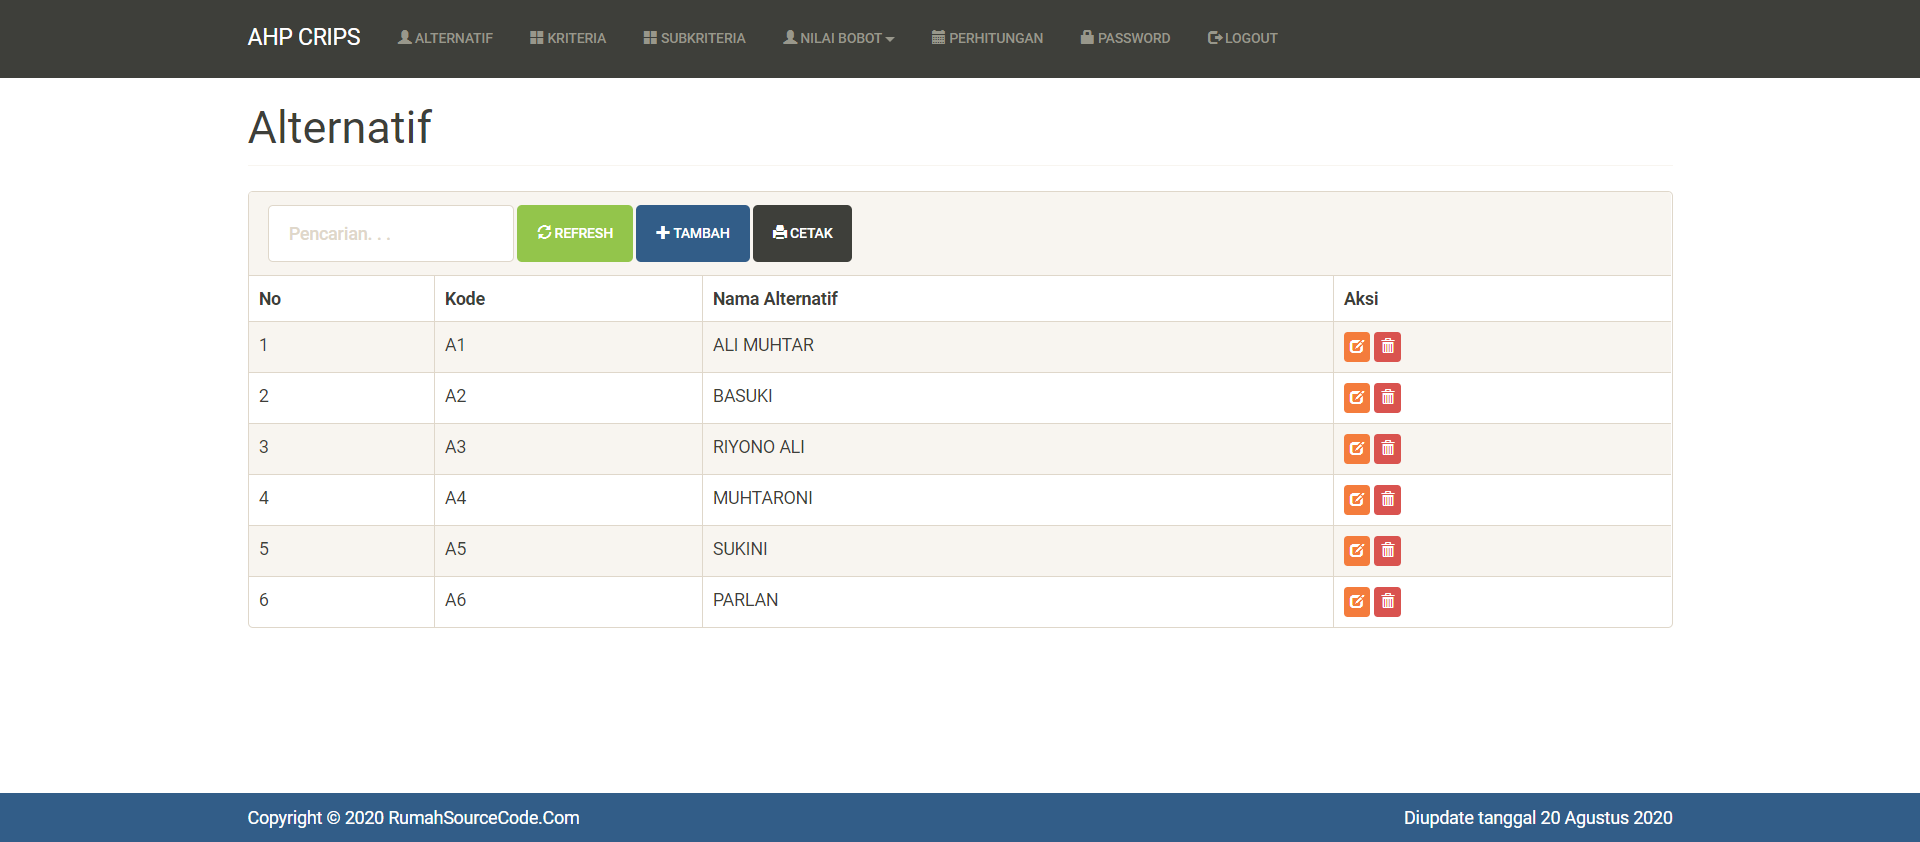 AHP CRIPS ALTERNATIF KRITERIA SUBKRITERIA NILAI BOBOT PERHITUNGAN PASSWORD LOGOUT
Alternatif
Pencarian. . . REFRESH TAMBAH CETAK
No Kode Nama Alternatif Aksi
1 A1 ALI MUHTAR
2 A2 BASUKI
3 A3 RIYONO ALI
4 A4 MUHTARONI
5 A5 SUKINI
6 A6 PARLAN
Copyright © 2020 RumahSourceCode.Com Diupdate tanggal 20 Agustus 2020